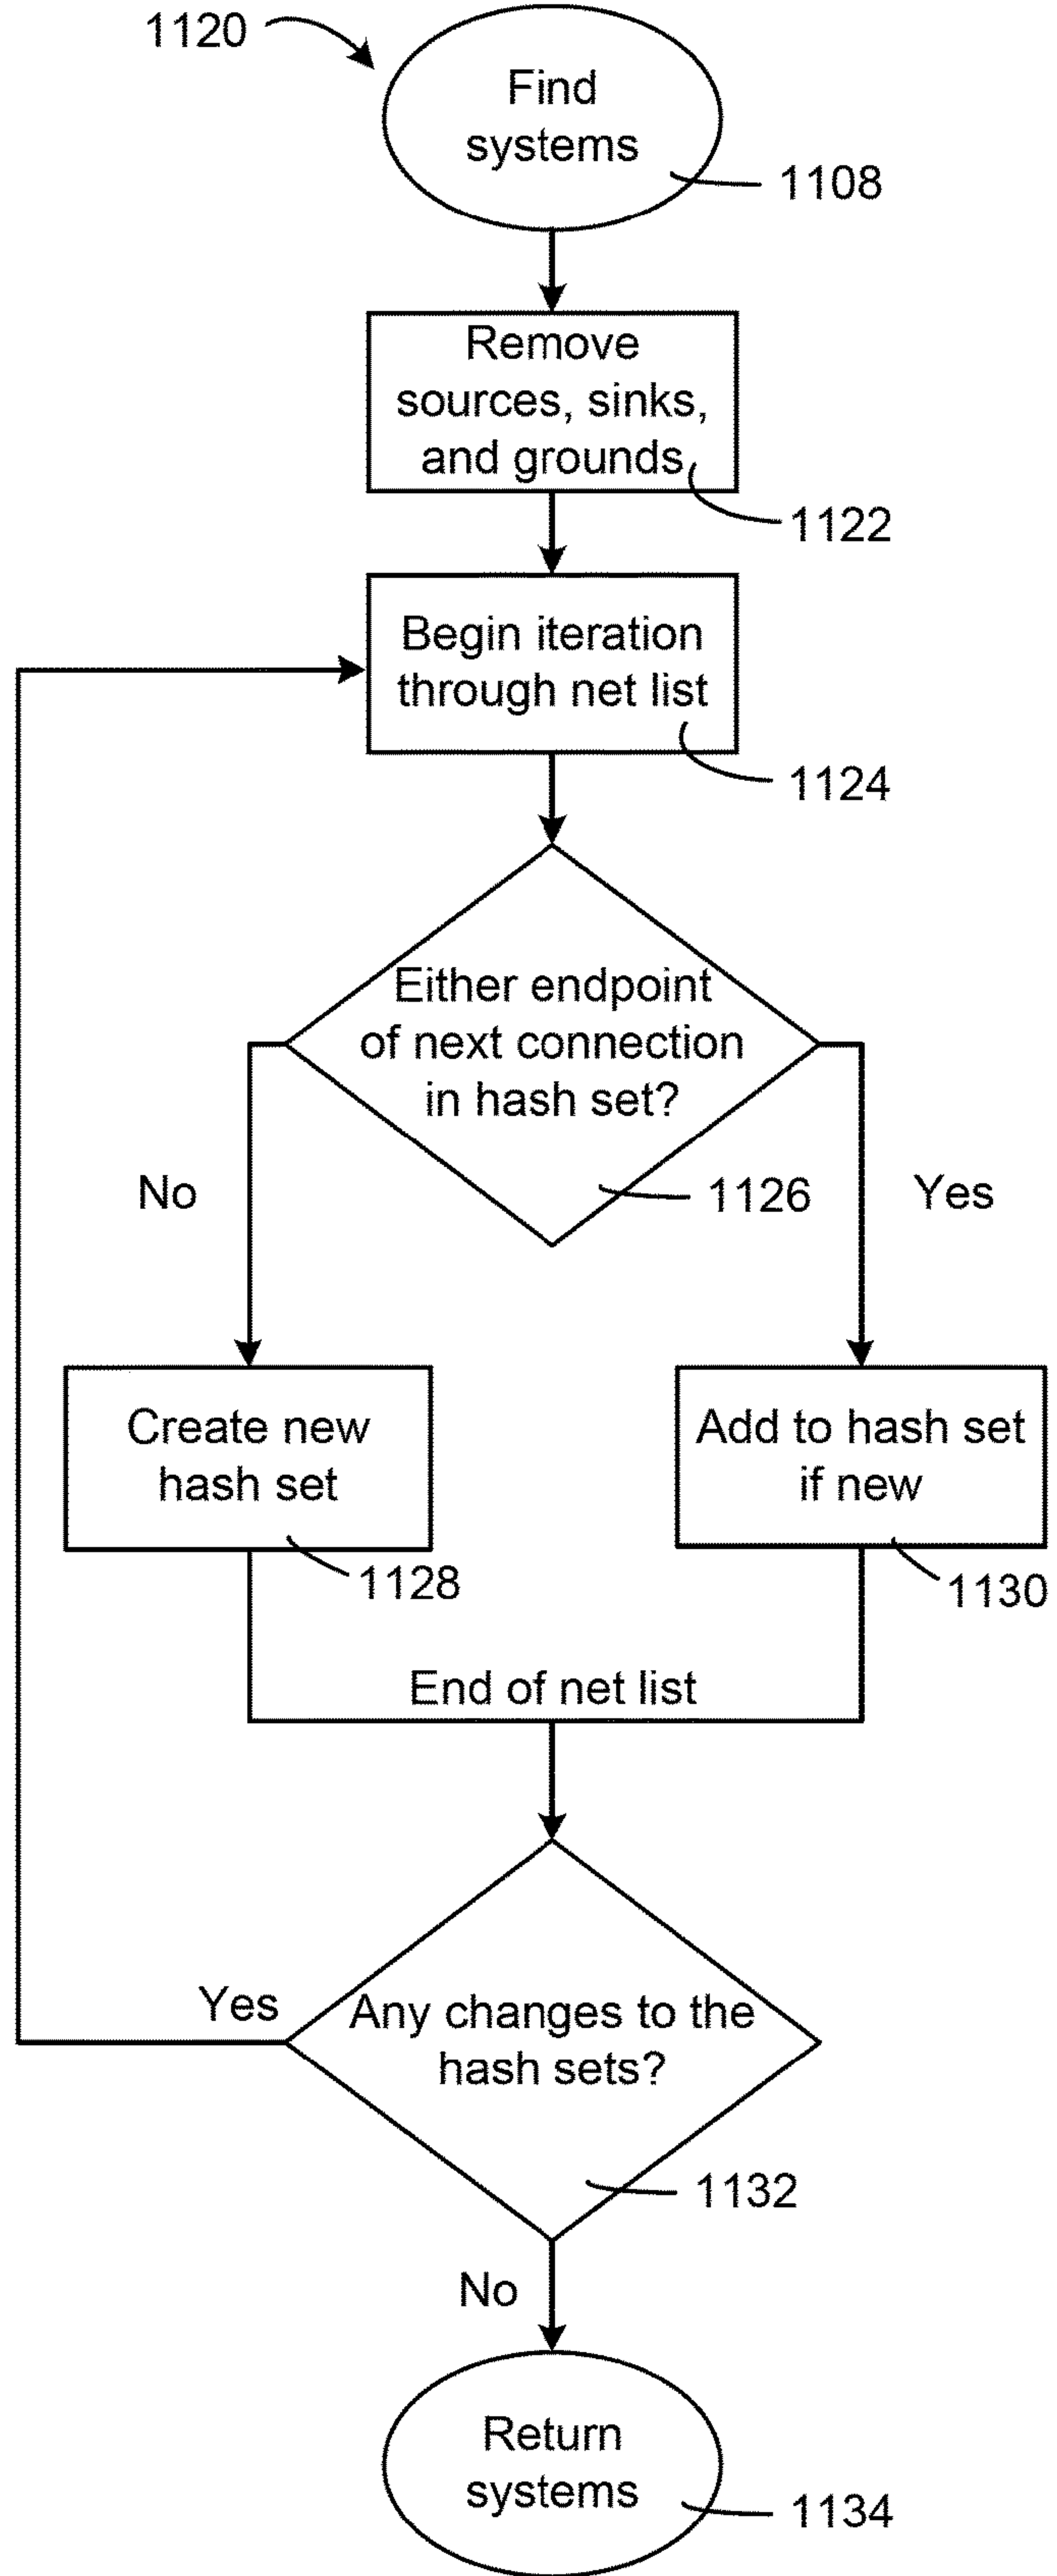 1120
Find
systems
1108
Remove
sources, sinks,
and grounds
1122
Begin iteration
through net list
1124
Either endpoint
of next connection
in hash set?
1126
No
Yes
Create new
hash set
1128
Add to hash set
if new
1130
End of net list
Yes
Any changes to the
hash sets?
1132
No
Return
systems
1134